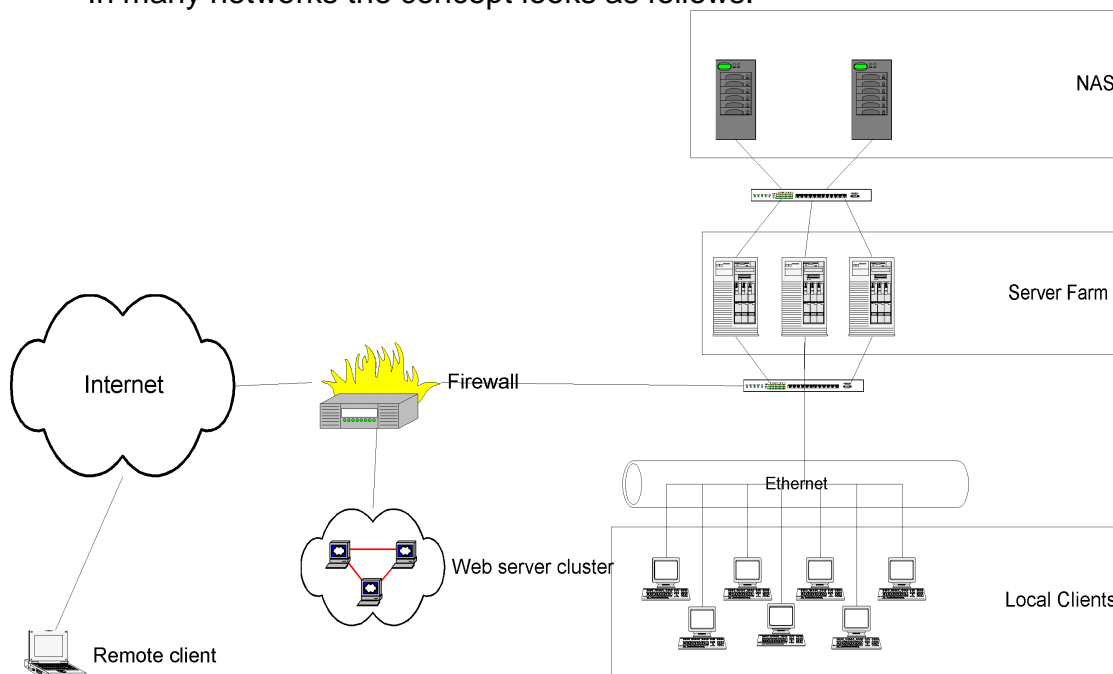 In many networks the concept looks as follows:
NAS
Server Farm
Internet
Firewall
Ethernet
Web server cluster
Local Clients
Remote client